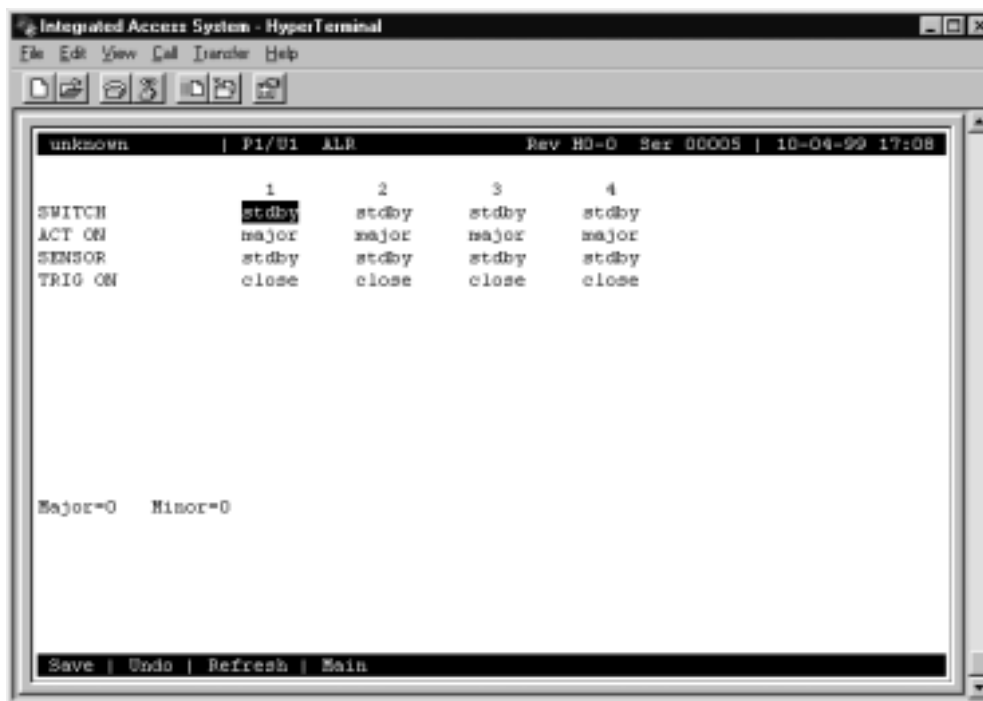 Integrated Access System - HyperTerminal
File Edit View Call Transfer Help
unknown | P1/U1 ALR Rev H0-0 Ser 00005 | 10-04-99 17:08
1 2 3 4
SWITCH stdby stdby stdby stdby
ACT ON major major major major
SENSOR stdby stdby stdby stdby
TRIG ON close close close close
Major=0 Minor=0
Save | Undo | Refresh | Main